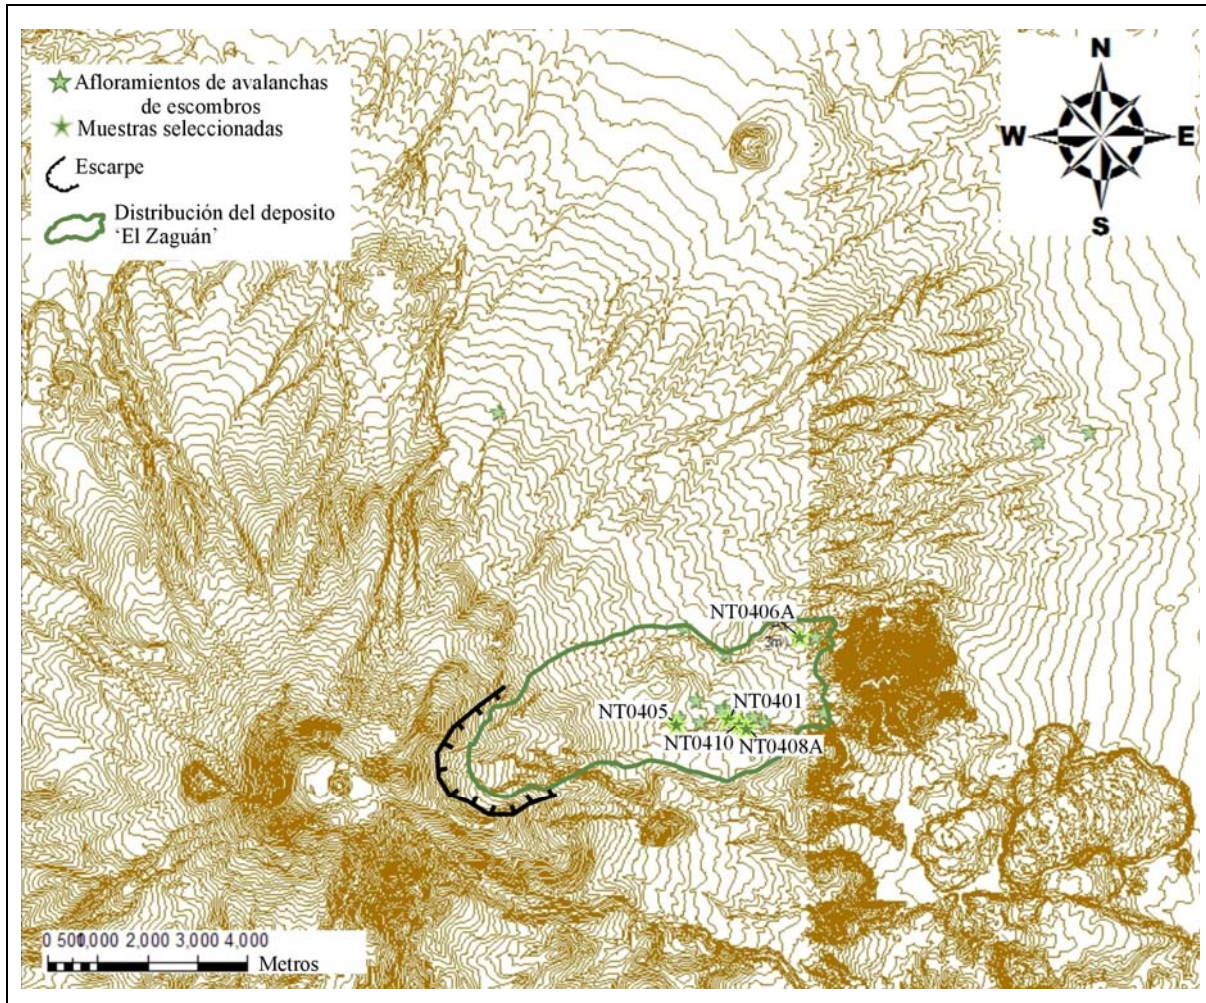 Afloramientos de avalanchas
de escombros
Muestras seleccionadas
Escarpe
Distribución del deposito
‘El Zaguán’
N
W
E
S
NT0406A
NT0405
NT0401
NT0410
NT0408A
0 500 1,000 2,000 3,000 4,000
Metros